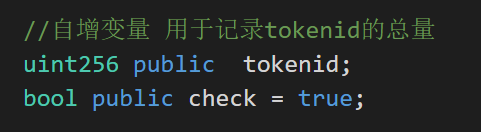 //自增变量 用于记录tokenid的总量
uint256 public  tokenid;
bool public check = true;